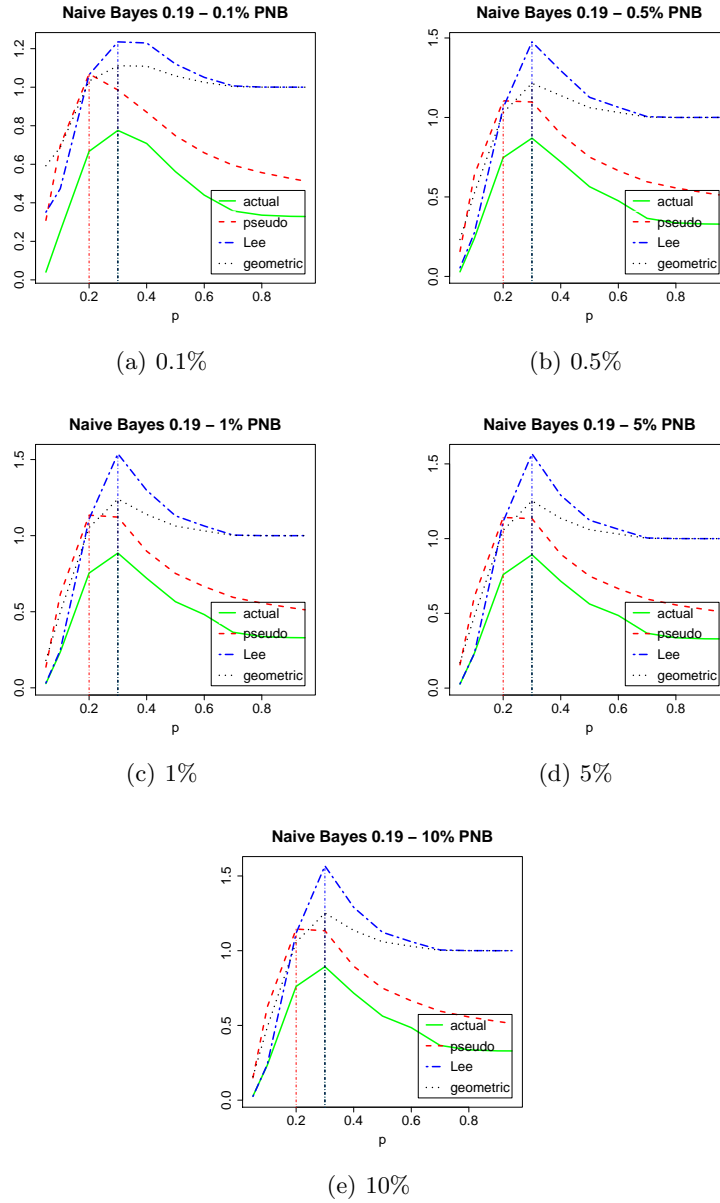 Naive Bayes 0.19 – 0.1% PNB
0.0 0.2 0.4 0.6 0.8 1.0 1.2
actual
pseudo
Lee
geometric
0.2 0.4 0.6 0.8
p
(a) 0.1%
Naive Bayes 0.19 – 0.5% PNB
0.0 0.5 1.0 1.5
actual
pseudo
Lee
geometric
0.2 0.4 0.6 0.8
p
(b) 0.5%
Naive Bayes 0.19 – 1% PNB
0.0 0.5 1.0 1.5
actual
pseudo
Lee
geometric
0.2 0.4 0.6 0.8
p
(c) 1%
Naive Bayes 0.19 – 5% PNB
0.0 0.5 1.0 1.5
actual
pseudo
Lee
geometric
0.2 0.4 0.6 0.8
p
(d) 5%
Naive Bayes 0.19 – 10% PNB
0.0 0.5 1.0 1.5
actual
pseudo
Lee
geometric
0.2 0.4 0.6 0.8
p
(e) 10%